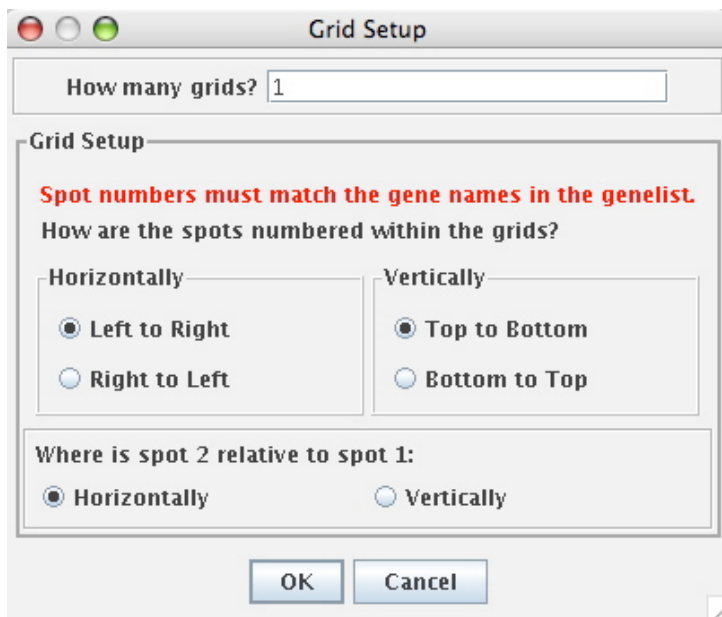 Grid Setup
How many grids? 1
Grid Setup
Spot numbers must match the gene names in the genelist.
How are the spots numbered within the grids?
Horizontally
Left to Right
Right to Left
Vertically
Top to Bottom
Bottom to Top
Where is spot 2 relative to spot 1:
Horizontally Vertically
OK Cancel